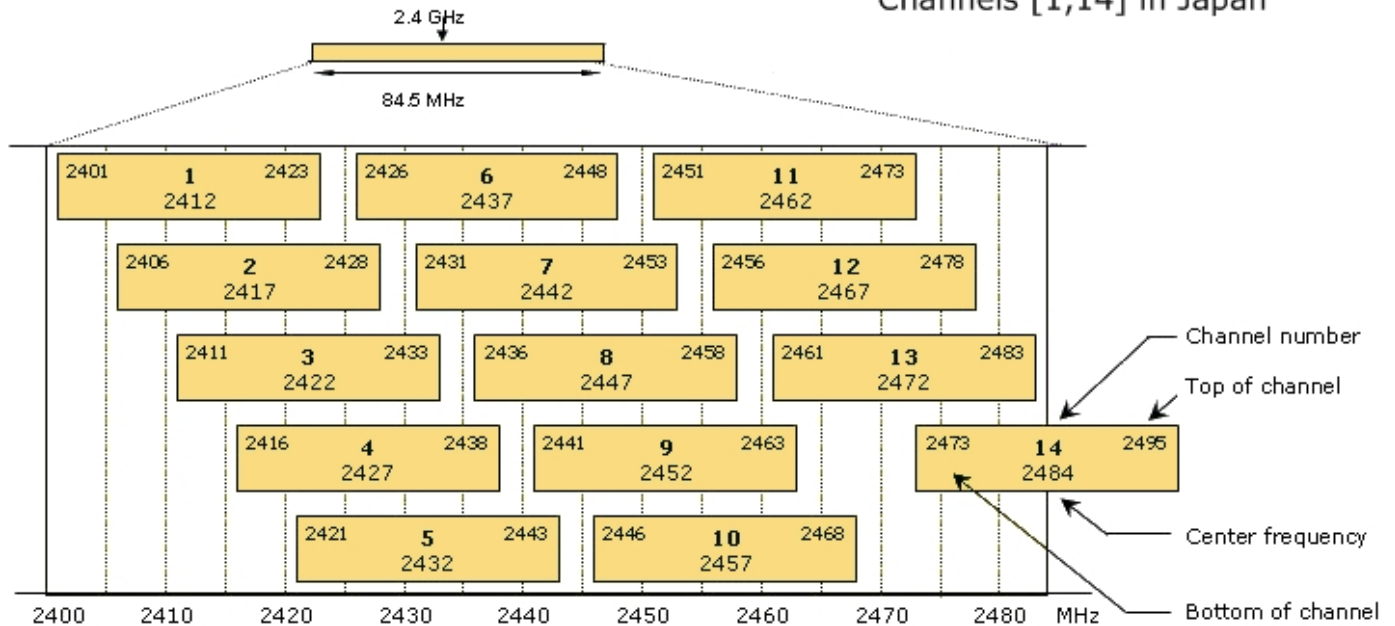 Channels [1,14] in Japan
2.4 GHz
84.5 MHz
2401 1 2423
2412
2426 6 2448
2437
2451 11 2473
2462
2406 2 2428
2417
2431 7 2453
2442
2456 12 2478
2467
2411 3 2433
2422
2436 8 2458
2447
2461 13 2483
2472
Channel number
Top of channel
2416 4 2438
2427
2441 9 2463
2452
2473 14 2495
2484
2421 5 2443
2432
2446 10 2468
2457
Center frequency
Bottom of channel
2400 2410 2420 2430 2440 2450 2460 2470 2480 MHz